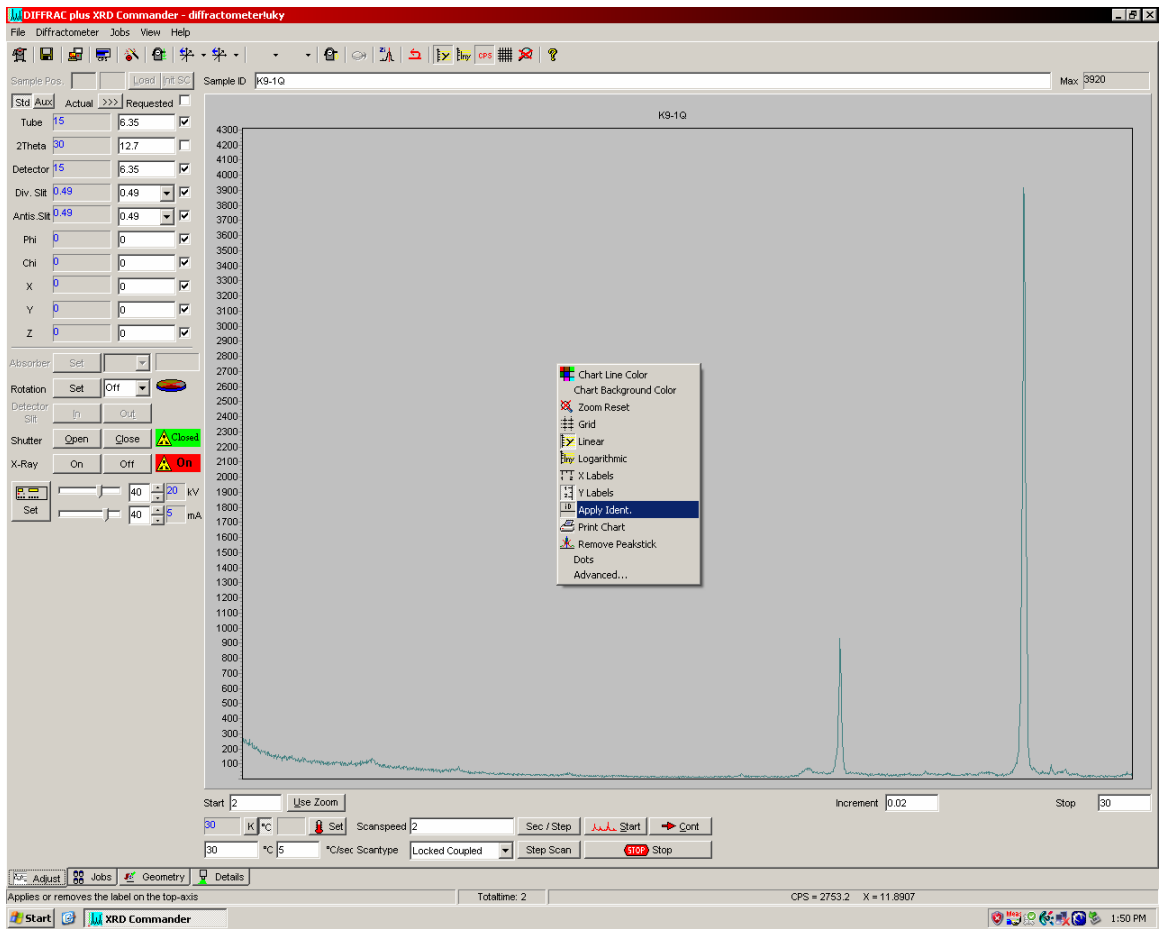 DIFFRAC plus XRD Commander - diffractometer!uky
File Diffractometer Jobs View Help
CPS
Sample Pos. Load Init SC Sample ID K9-1Q Max 3920
Std Aux Actual >>> Requested
Tube 15 6.35
2Theta 30 12.7
Detector 15 6.35
Div. Slit 0.49 0.49
Antis.Slit 0.49 0.49
Phi 0 0
Chi 0 0
X 0 0
Y 0 0
Z 0 0
Absorber Set
Rotation Set Off
Detector Slit In Out
Shutter Open Close Closed
X-Ray On Off On
40 20 kV
Set 40 5 mA
K9-1Q
4300
4200
4100
4000
3900
3800
3700
3600
3500
3400
3300
3200
3100
3000
2900
2800
2700
2600
2500
2400
2300
2200
2100
2000
1900
1800
1700
1600
1500
1400
1300
1200
1100
1000
900
800
700
600
500
400
300
200
100
Chart Line Color
Chart Background Color
Zoom Reset
Grid
Linear
Logarithmic
X Labels
Y Labels
Apply Ident.
Print Chart
Remove Peakstick
Dots
Advanced...
Start 2 Use Zoom Increment 0.02 Stop 30
30 K °C Set Scanspeed 2 Sec / Step Start Cont
30 °C 5 °C/sec Scantype Locked Coupled Step Scan STOP Stop
Adjust Jobs Geometry Details
Applies or removes the label on the top-axis Totaltime: 2 CPS = 2753.2 X = 11.8907
Start XRD Commander 1:50 PM